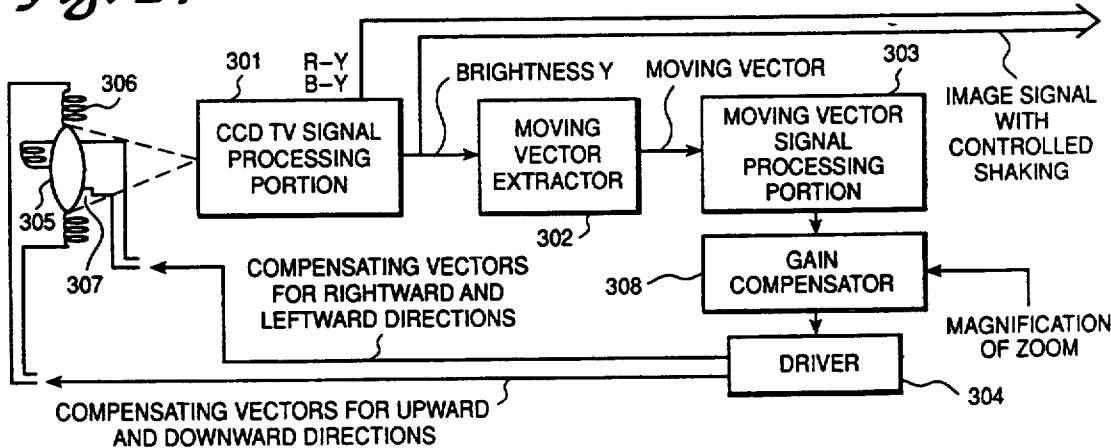 301
R-Y
B-Y
306
BRIGHTNESS Y
MOVING VECTOR
303
CCD TV SIGNAL
PROCESSING
PORTION
MOVING
VECTOR
EXTRACTOR
MOVING VECTOR
SIGNAL
PROCESSING
PORTION
IMAGE SIGNAL
WITH
CONTROLLED
SHAKING
305
302
307
COMPENSATING VECTORS
FOR RIGHTWARD AND
LEFTWARD DIRECTIONS
308
GAIN
COMPENSATOR
MAGNIFICATION
OF ZOOM
DRIVER
304
COMPENSATING VECTORS FOR UPWARD
AND DOWNWARD DIRECTIONS